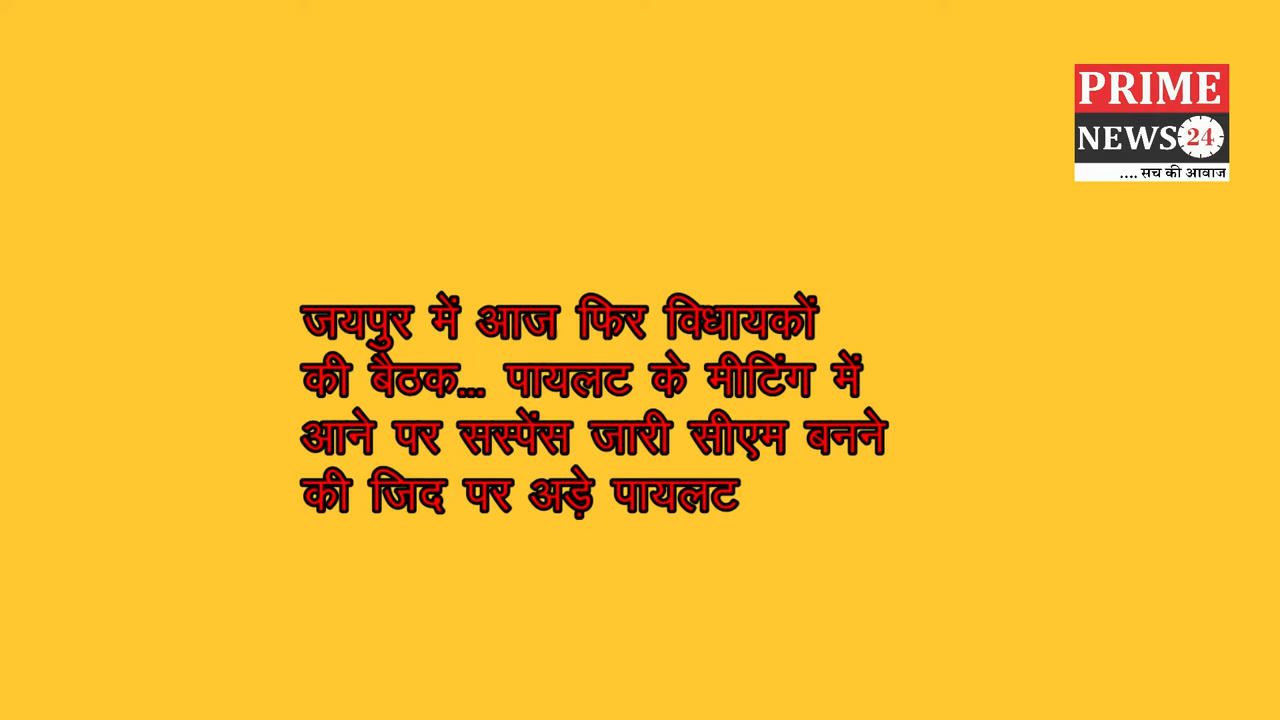 PRIME
NEWS 24
.... सच की आवाज
जयपुर में आज फिर विधायकों
की बैठक... पायलट के मीटिंग में
आने पर सस्पेंस जारी सीएम बनने
की जिद पर अड़े पायलट